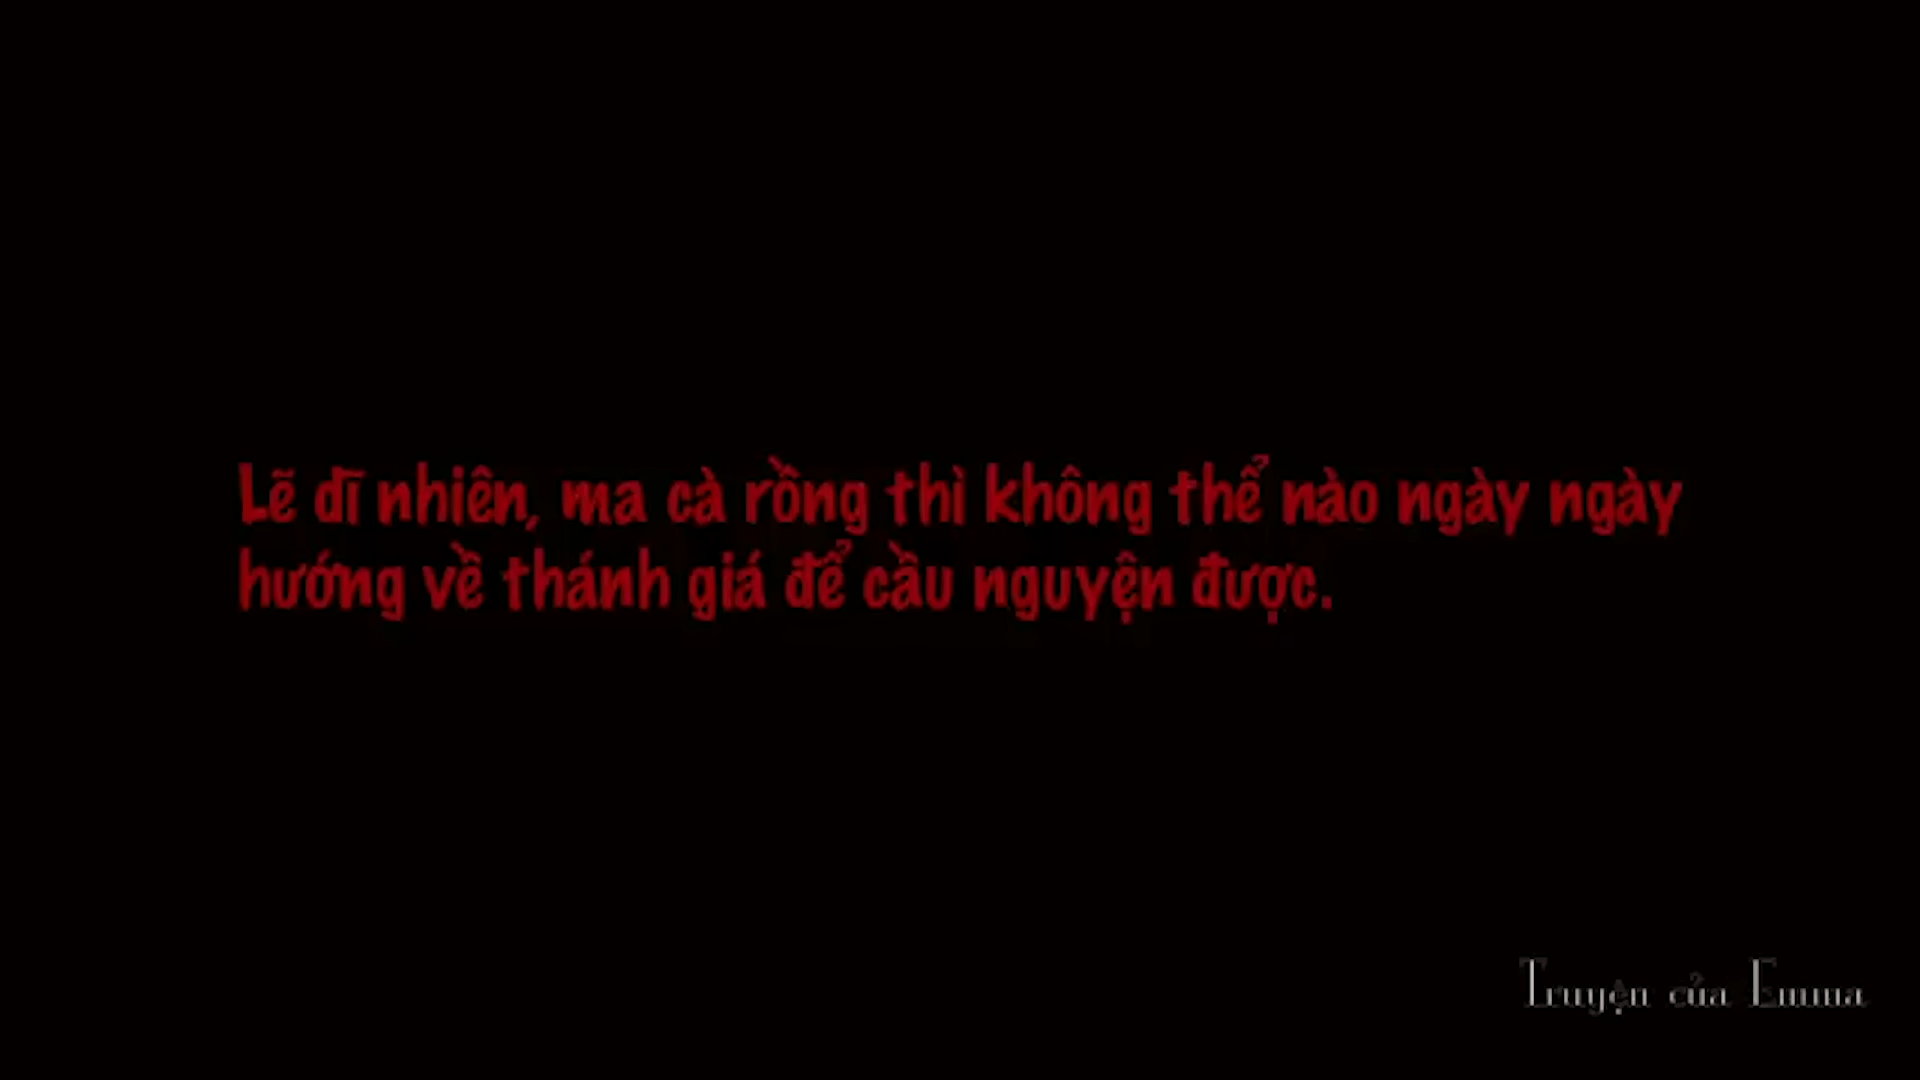 Lẽ dĩ nhiên, ma cà rồng thì không thể nào ngày ngày
hướng về thánh giá để cầu nguyện được.
Truyện của Emma